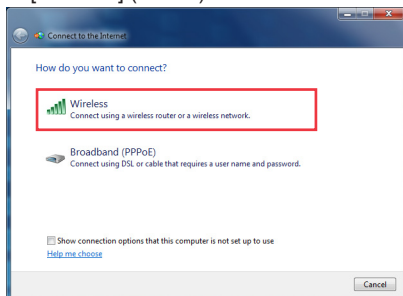 Connect to the Internet
How do you want to connect?
Wireless
Connect using a wireless router or a wireless network.
Broadband (PPPoE)
Connect using DSL or cable that requires a user name and password.
Show connection options that this computer is not set up to use
Help me choose
Cancel